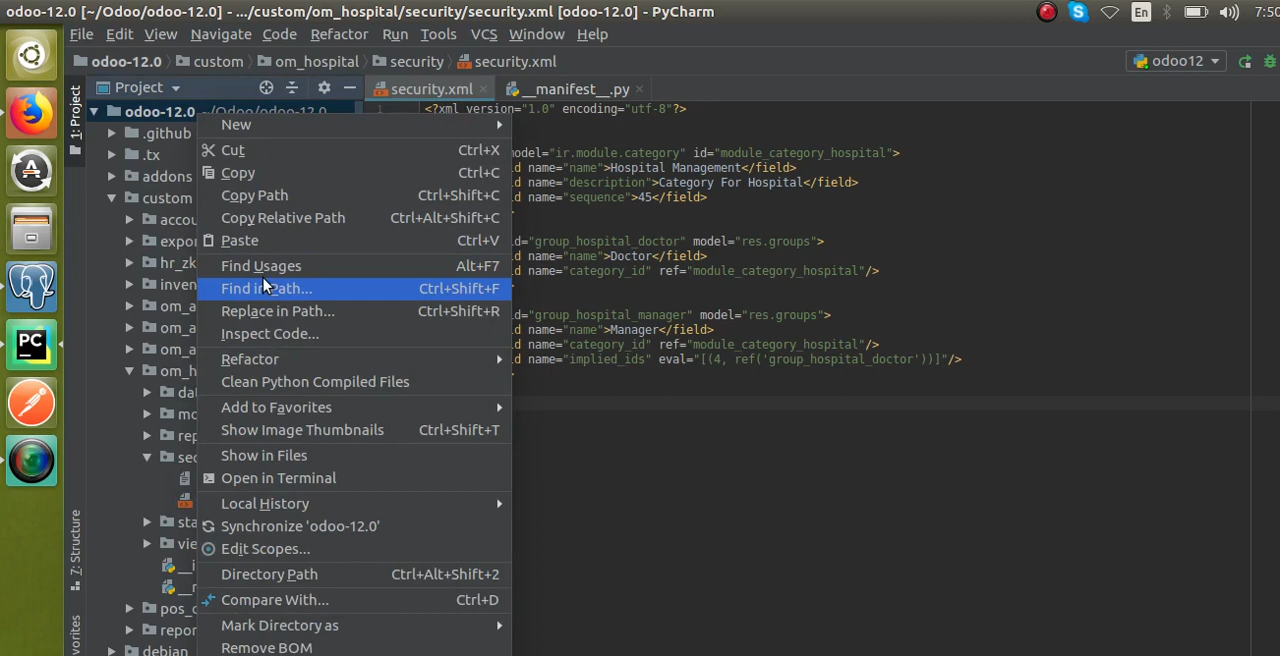 odoo-12.0 [~/Odoo/odoo-12.0] - .../custom/om_hospital/security/security.xml [odoo-12.0] - PyCharm
En
7:50
File Edit View Navigate Code Refactor Run Tools VCS Window Help
odoo-12.0 custom om_hospital security security.xml
odoo12
Project
security.xml
__manifest__.py
1: Project
7: Structure
odoo-12.0 ~/Odoo/odoo-12.0
.github
.tx
addons
custom
accou
expor
hr_zk
inven
om_a
om_a
om_a
om_h
dat
mo
rep
sec
sta
vie
pos_c
report
debian
New
Cut Ctrl+X
Copy Ctrl+C
Copy Path Ctrl+Shift+C
Copy Relative Path Ctrl+Alt+Shift+C
Paste Ctrl+V
Find Usages Alt+F7
Find in Path... Ctrl+Shift+F
Replace in Path... Ctrl+Shift+R
Inspect Code...
Refactor
Clean Python Compiled Files
Add to Favorites
Show Image Thumbnails Ctrl+Shift+T
Show in Files
Open in Terminal
Local History
Synchronize 'odoo-12.0'
Edit Scopes...
Directory Path Ctrl+Alt+Shift+2
Compare With... Ctrl+D
Mark Directory as
Remove BOM
1 <?xml version="1.0" encoding="utf-8"?>
model="ir.module.category" id="module_category_hospital">
d name="name">Hospital Management</field>
d name="description">Category For Hospital</field>
d name="sequence">45</field>
>
d="group_hospital_doctor" model="res.groups">
d name="name">Doctor</field>
d name="category_id" ref="module_category_hospital"/>
>
d="group_hospital_manager" model="res.groups">
d name="name">Manager</field>
d name="category_id" ref="module_category_hospital"/>
d name="implied_ids" eval="[(4, ref('group_hospital_doctor'))]"/>
>
PC